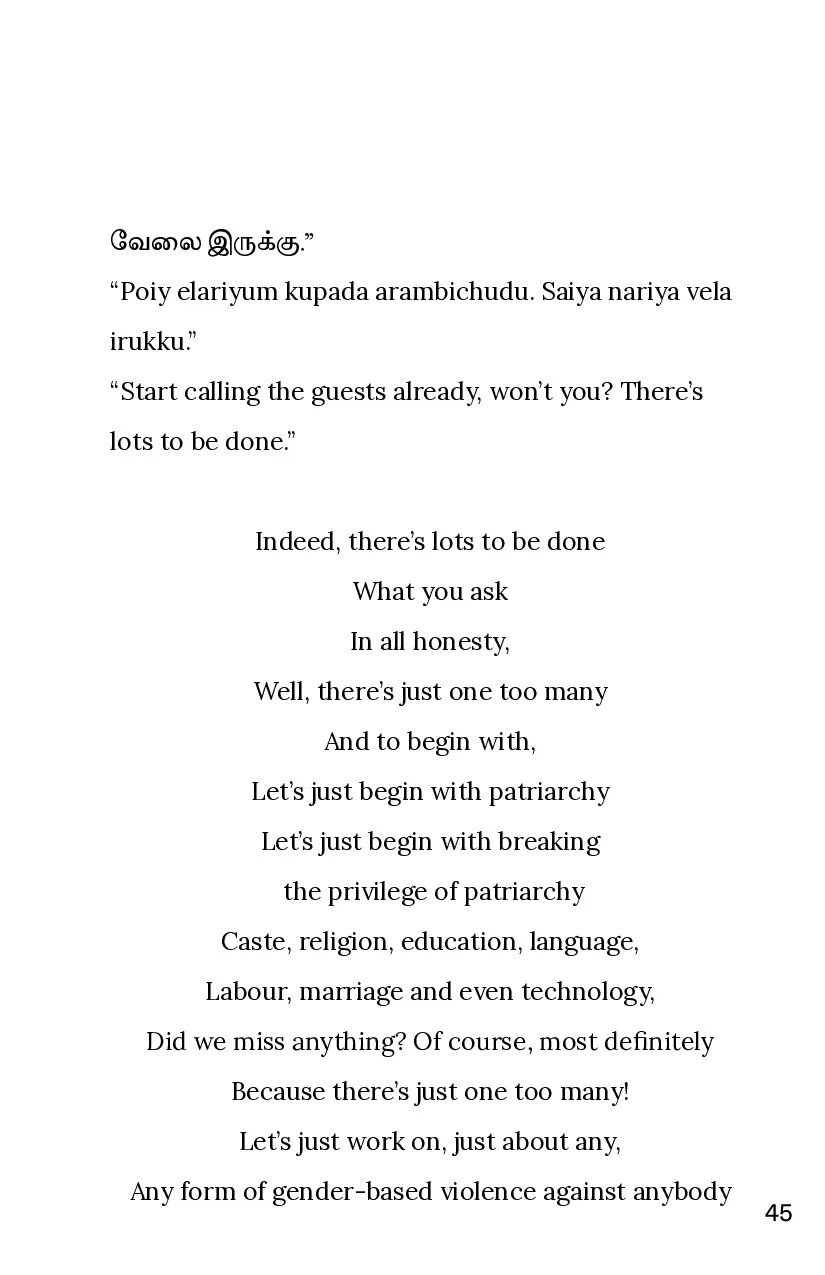 வேலை இருக்கு.”
“Poiy elariyum kupada arambichudu. Saiya nariya vela
irukku.”
“Start calling the guests already, won’t you? There’s
lots to be done.”
Indeed, there’s lots to be done
What you ask
In all honesty,
Well, there’s just one too many
And to begin with,
Let’s just begin with patriarchy
Let’s just begin with breaking
the privilege of patriarchy
Caste, religion, education, language,
Labour, marriage and even technology,
Did we miss anything? Of course, most definitely
Because there’s just one too many!
Let’s just work on, just about any,
Any form of gender-based violence against anybody
45